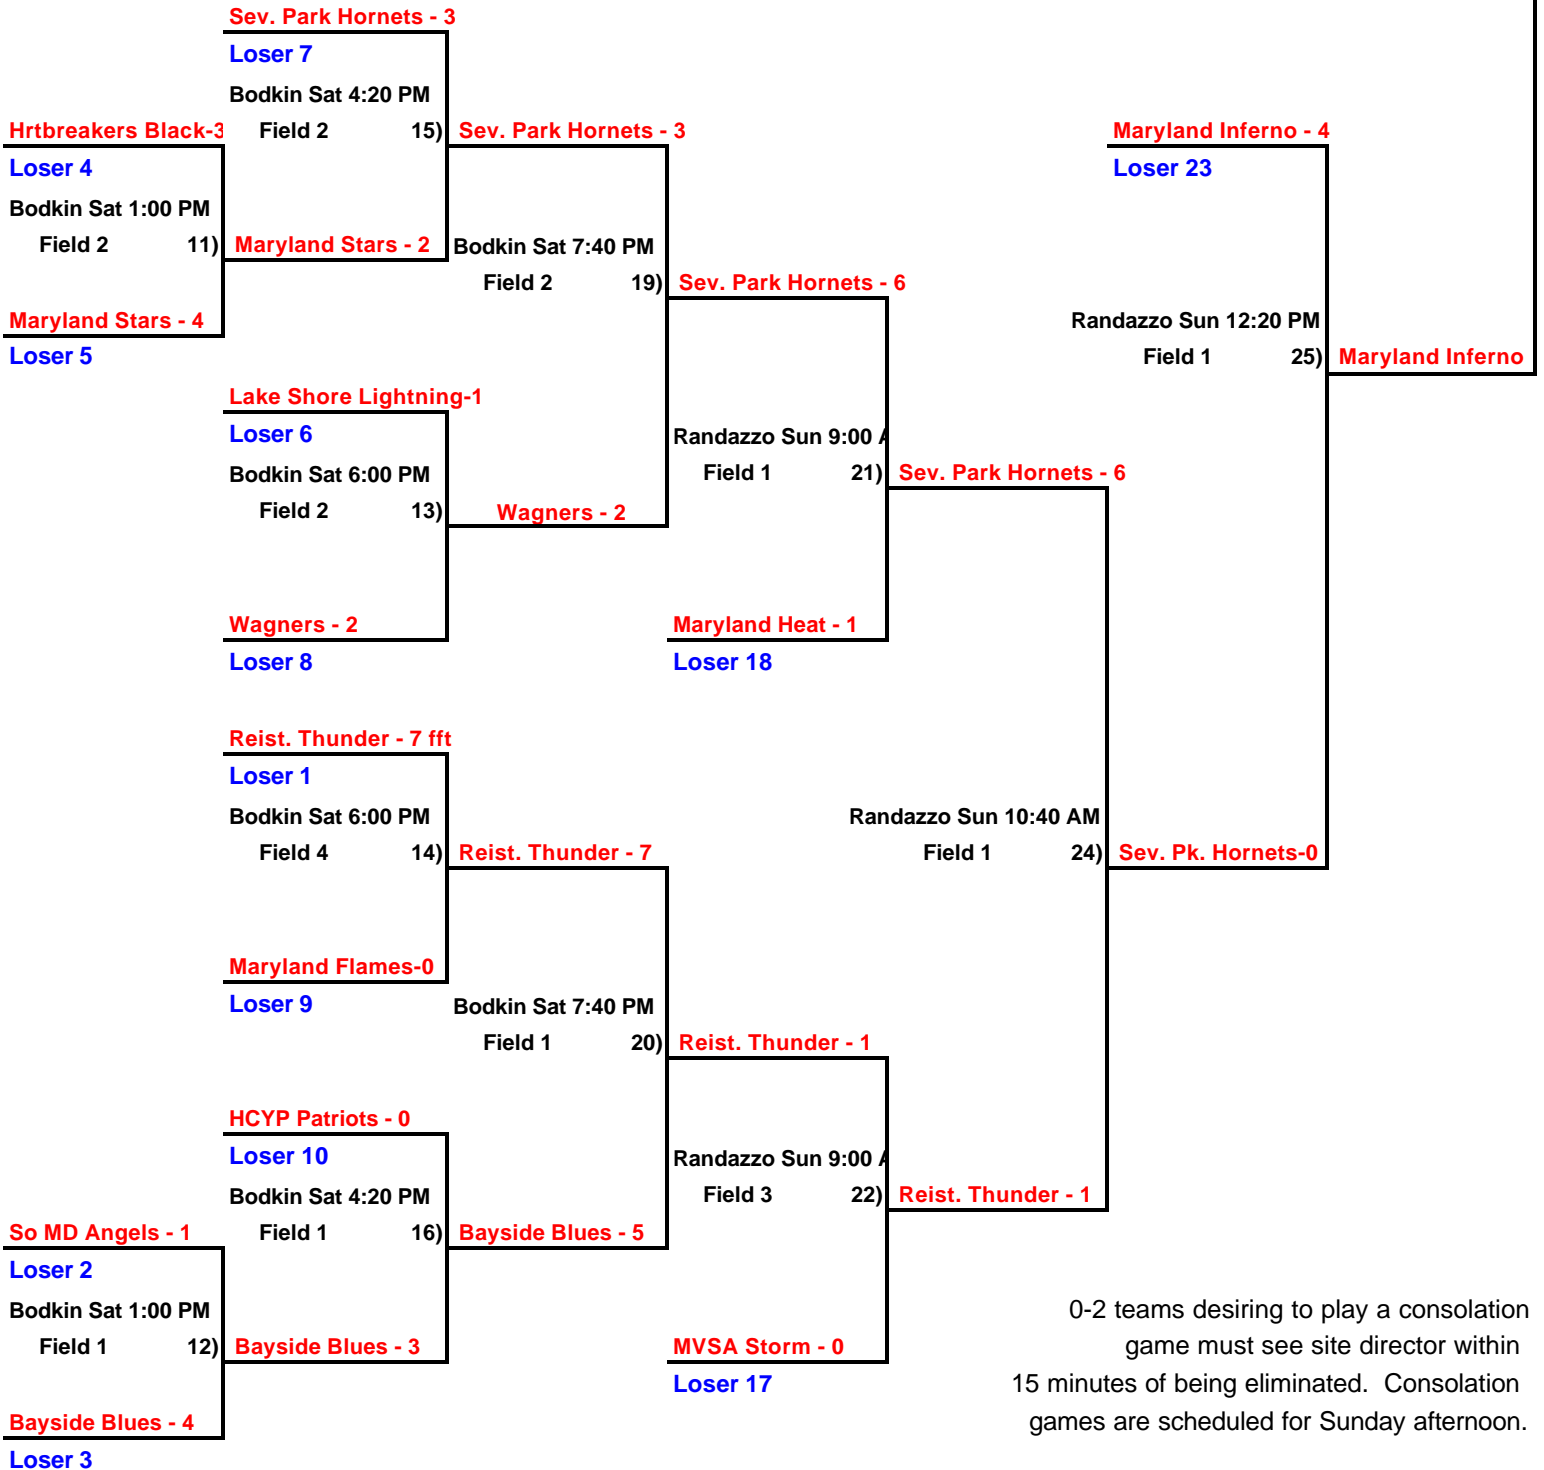 Sev. Park Hornets - 3
Loser 7
Bodkin Sat 4:20 PM
Hrtbreakers Black-3
Field 2 15)
Sev. Park Hornets - 3
Maryland Inferno - 4
Loser 4
Loser 23
Bodkin Sat 1:00 PM
Field 2 11)
Maryland Stars - 2
Bodkin Sat 7:40 PM
Field 2 19)
Sev. Park Hornets - 6
Maryland Stars - 4
Randazzo Sun 12:20 PM
Loser 5
Field 1 25)
Maryland Inferno
Lake Shore Lightning-1
Loser 6
Randazzo Sun 9:00
Bodkin Sat 6:00 PM
Field 1 21)
Sev. Park Hornets - 6
Field 2 13)
Wagners - 2
Wagners - 2
Maryland Heat - 1
Loser 8
Loser 18
Reist. Thunder - 7 fft
Loser 1
Bodkin Sat 6:00 PM
Randazzo Sun 10:40 AM
Field 4 14)
Reist. Thunder - 7
Field 1 24)
Sev. Pk. Hornets-0
Maryland Flames-0
Loser 9
Bodkin Sat 7:40 PM
Field 1 20)
Reist. Thunder - 1
HCYP Patriots - 0
Loser 10
Randazzo Sun 9:00
Bodkin Sat 4:20 PM
Field 3 22)
Reist. Thunder - 1
So MD Angels - 1
Field 1 16)
Bayside Blues - 5
Loser 2
Bodkin Sat 1:00 PM
Field 1 12)
Bayside Blues - 3
MVSA Storm - 0
Loser 17
Bayside Blues - 4
Loser 3
0-2 teams desiring to play a consolation
game must see site director within
15 minutes of being eliminated.  Consolation
games are scheduled for Sunday afternoon.